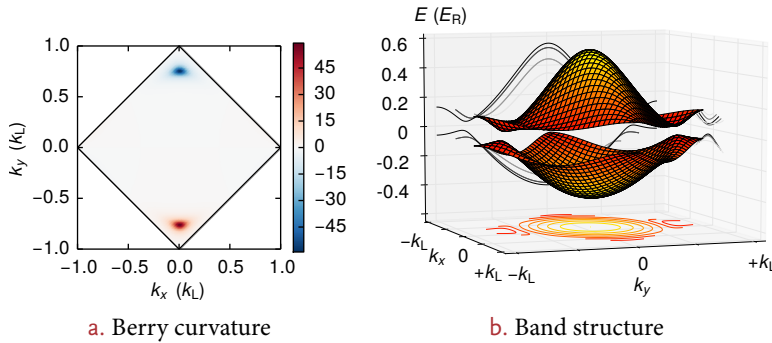 1.0
0.5
0.0
−0.5
−1.0
k_y (k_L)
−1.0 −0.5 0.0 0.5 1.0
k_x (k_L)
45
30
15
0
−15
−30
−45
a. Berry curvature
E (E_R)
0.6
0.4
0.2
0
-0.2
-0.4
−k_L
k_x
0
+k_L
−k_L
0
+k_L
k_y
b. Band structure